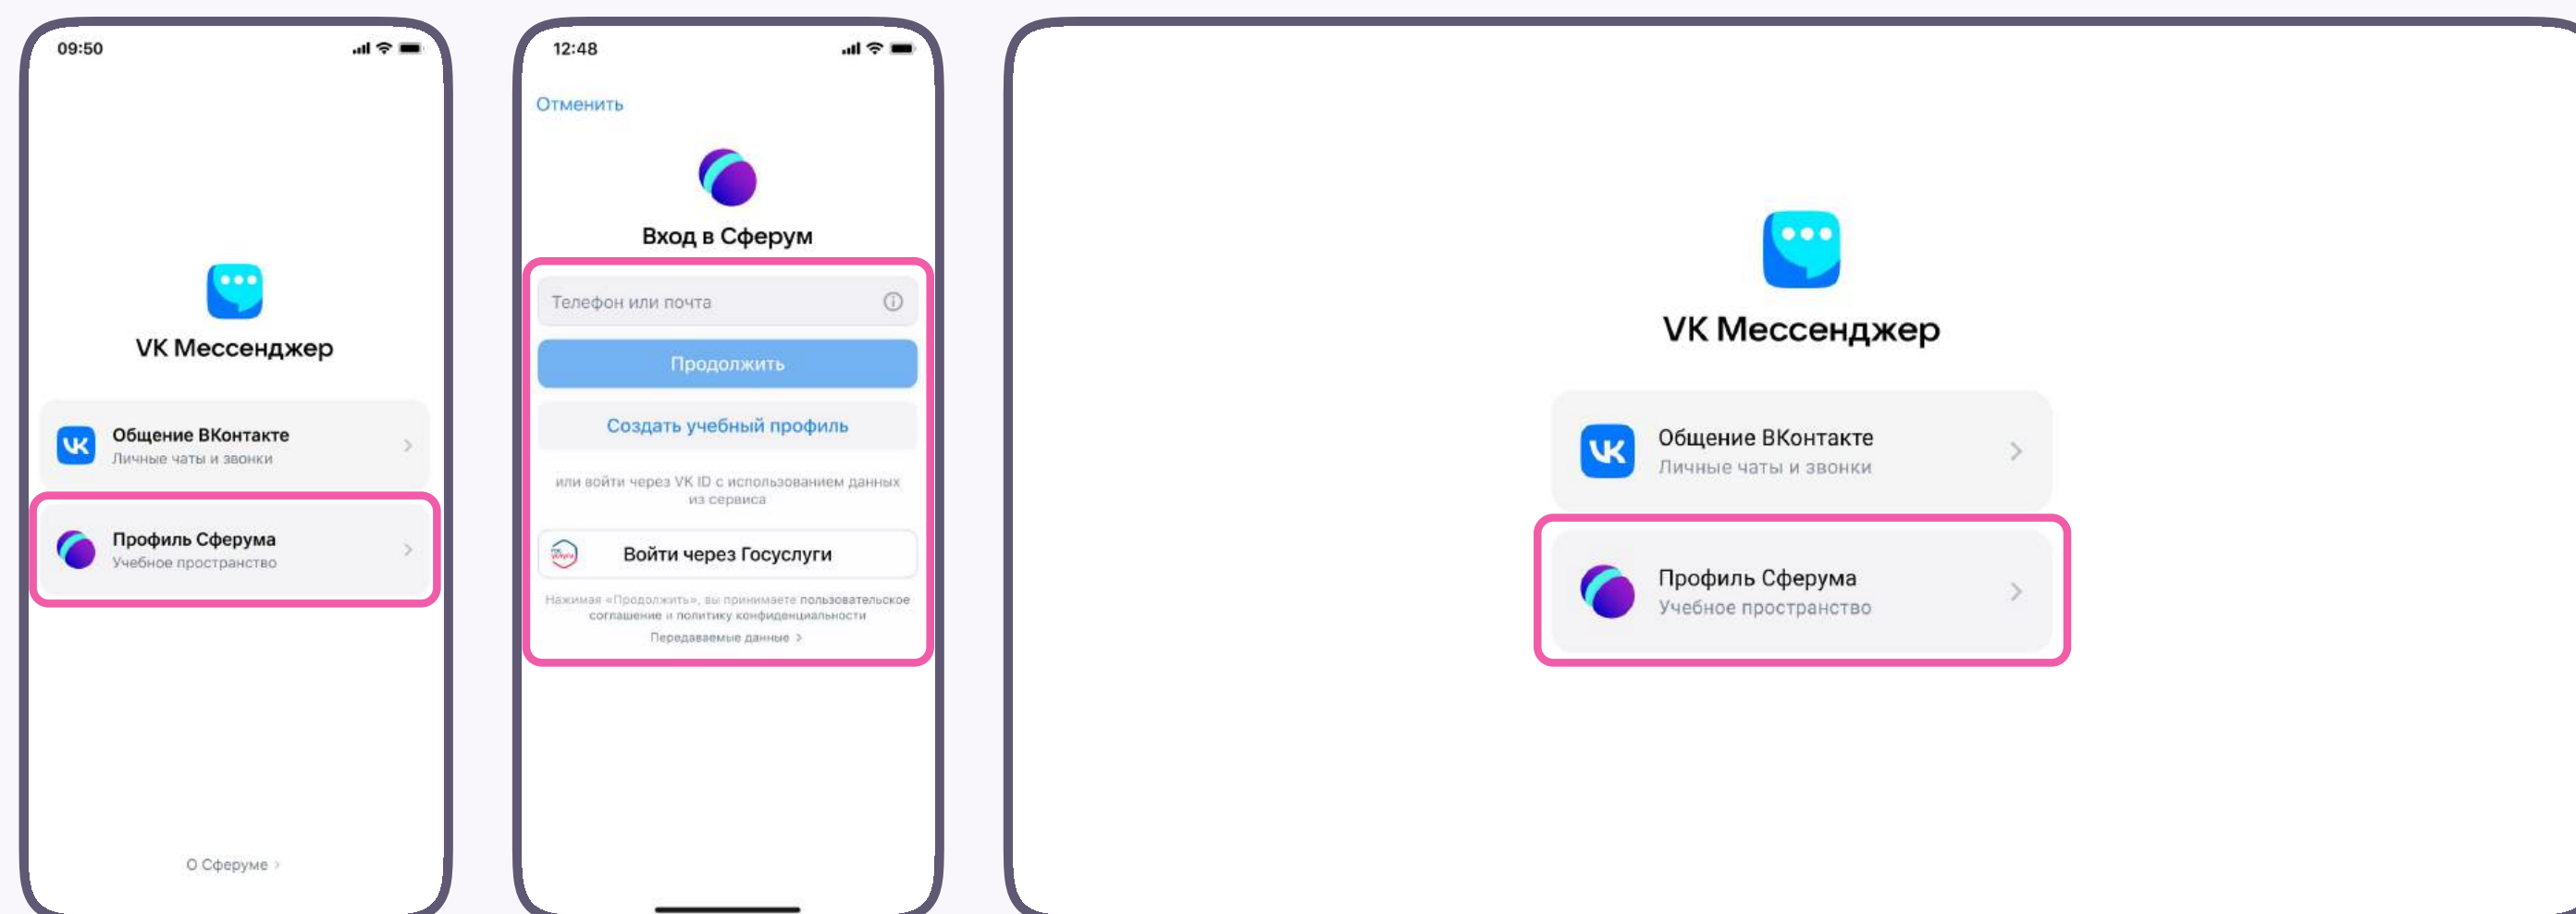 09:50
VK Мессенджер
Общение ВКонтакте
Личные чаты и звонки
Профиль Сферума
Учебное пространство
О Сферуме
12:48
Отменить
Вход в Сферум
Телефон или почта
Продолжить
Создать учебный профиль
или войти через VK ID с использованием данных
из сервиса
Войти через Госуслуги
Нажимая «Продолжить», вы принимаете пользовательское
соглашение и политику конфиденциальности
Передаваемые данные
VK Мессенджер
Общение ВКонтакте
Личные чаты и звонки
Профиль Сферума
Учебное пространство